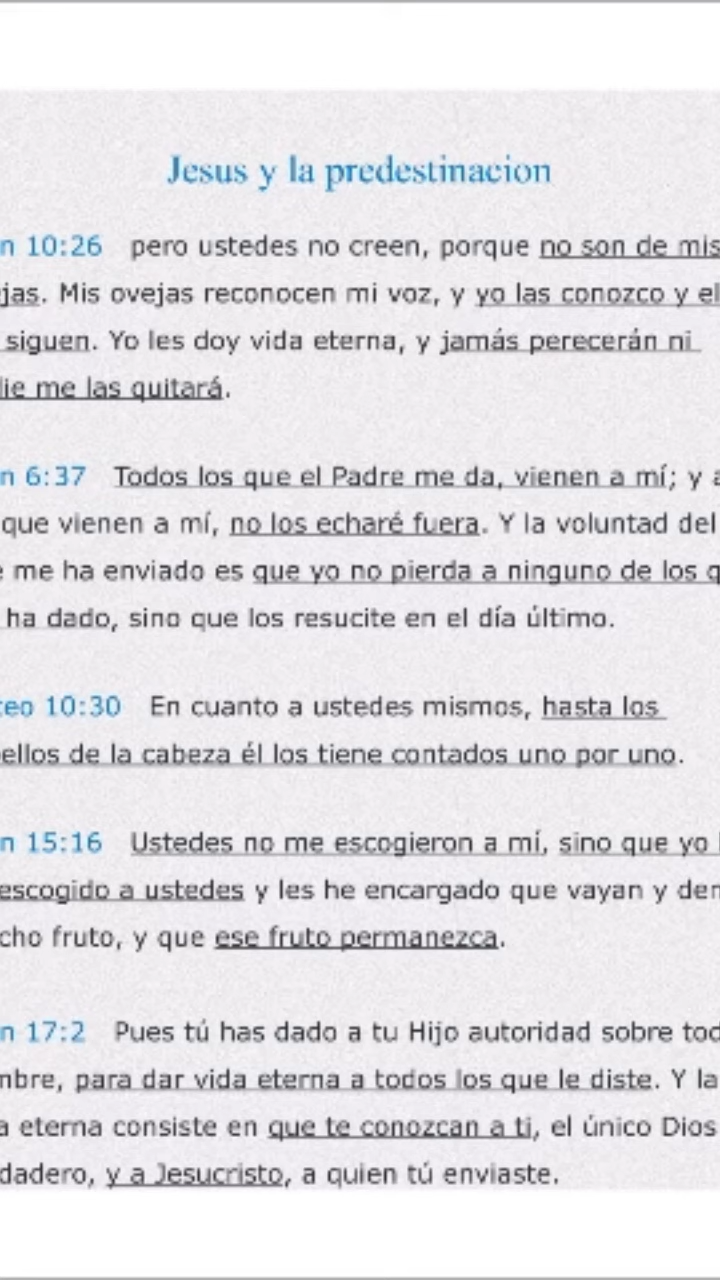 Jesus y la predestinacion
n 10:26 pero ustedes no creen, porque no son de mis
jas. Mis ovejas reconocen mi voz, y yo las conozco y el
siguen. Yo les doy vida eterna, y jamás perecerán ni
lie me las quitará.
n 6:37 Todos los que el Padre me da, vienen a mí; y a
que vienen a mí, no los echaré fuera. Y la voluntad del
e me ha enviado es que yo no pierda a ninguno de los q
ha dado, sino que los resucite en el día último.
eo 10:30 En cuanto a ustedes mismos, hasta los
ellos de la cabeza él los tiene contados uno por uno.
n 15:16 Ustedes no me escogieron a mí, sino que yo
escogido a ustedes y les he encargado que vayan y den
cho fruto, y que ese fruto permanezca.
n 17:2 Pues tú has dado a tu Hijo autoridad sobre tod
mbre, para dar vida eterna a todos los que le diste. Y la
a eterna consiste en que te conozcan a ti, el único Dios
dadero, y a Jesucristo, a quien tú enviaste.